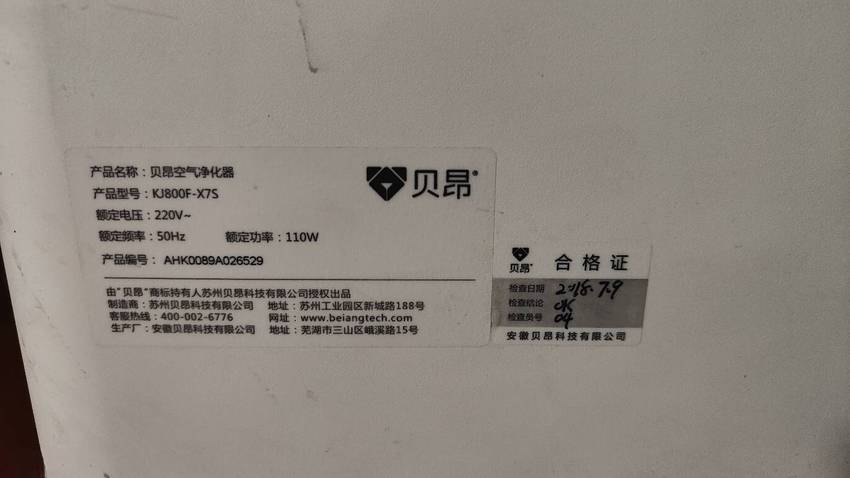 产品名称：贝昂空气净化器
产品型号：KJ800F-X7S
额定电压：220V~
额定频率：50Hz 额定功率：110W
产品编号：AHK0089A026529
贝昂®
由“贝昂”商标持有人苏州贝昂科技有限公司授权出品
制造商：苏州贝昂科技有限公司 地址：苏州工业园区新城路188号
客服热线：400-002-6776 网址：www.beiangtech.com
生产厂：安徽贝昂科技有限公司 地址：芜湖市三山区峨溪路15号
贝昂 合格证
检查日期 2018.7.9
检查结论 OK
检查员号 04
安徽贝昂科技有限公司